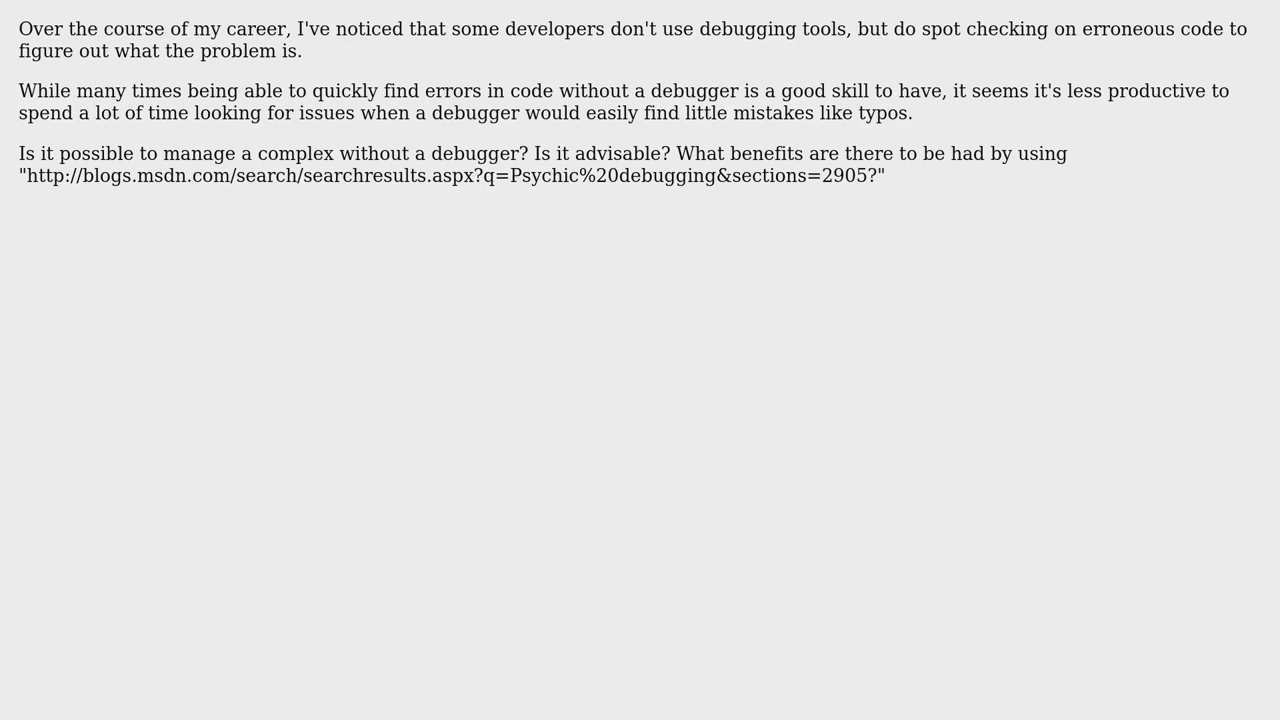 Over the course of my career, I've noticed that some developers don't use debugging tools, but do spot checking on erroneous code to
figure out what the problem is.
While many times being able to quickly find errors in code without a debugger is a good skill to have, it seems it's less productive to
spend a lot of time looking for issues when a debugger would easily find little mistakes like typos.
Is it possible to manage a complex without a debugger? Is it advisable? What benefits are there to be had by using
"http://blogs.msdn.com/search/searchresults.aspx?q=Psychic%20debugging&sections=2905?"